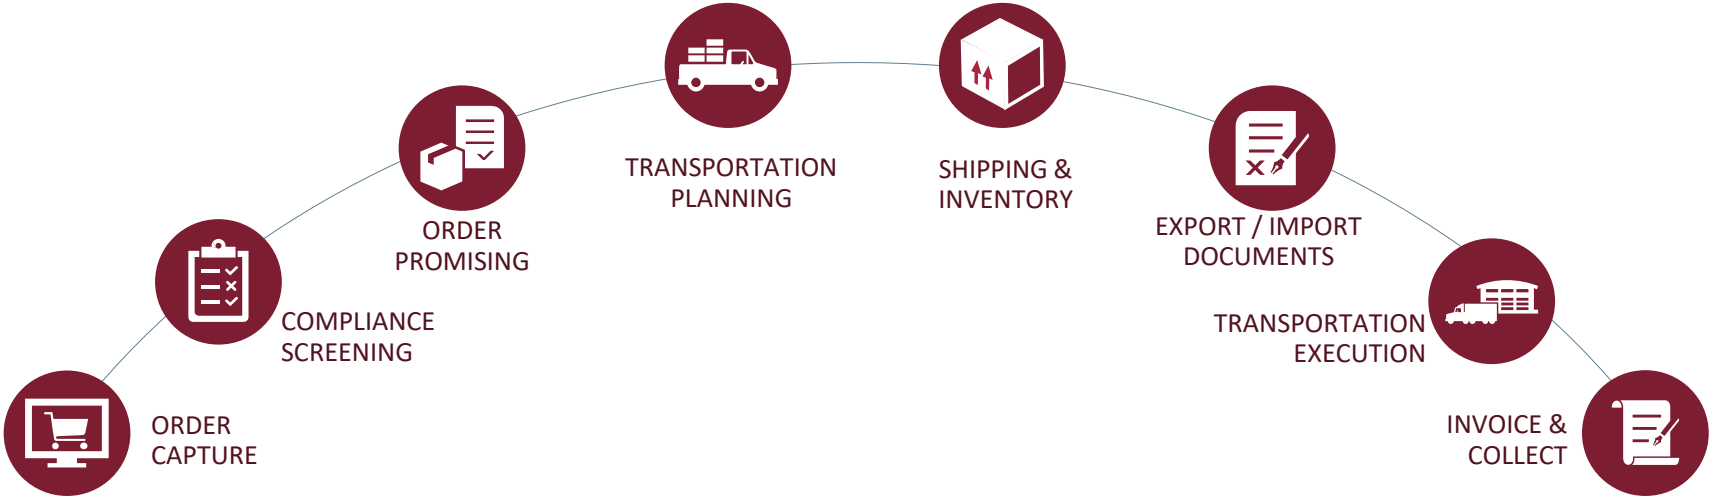 ORDER
CAPTURE
COMPLIANCE
SCREENING
ORDER
PROMISING
TRANSPORTATION
PLANNING
SHIPPING &
INVENTORY
EXPORT / IMPORT
DOCUMENTS
TRANSPORTATION
EXECUTION
INVOICE &
COLLECT